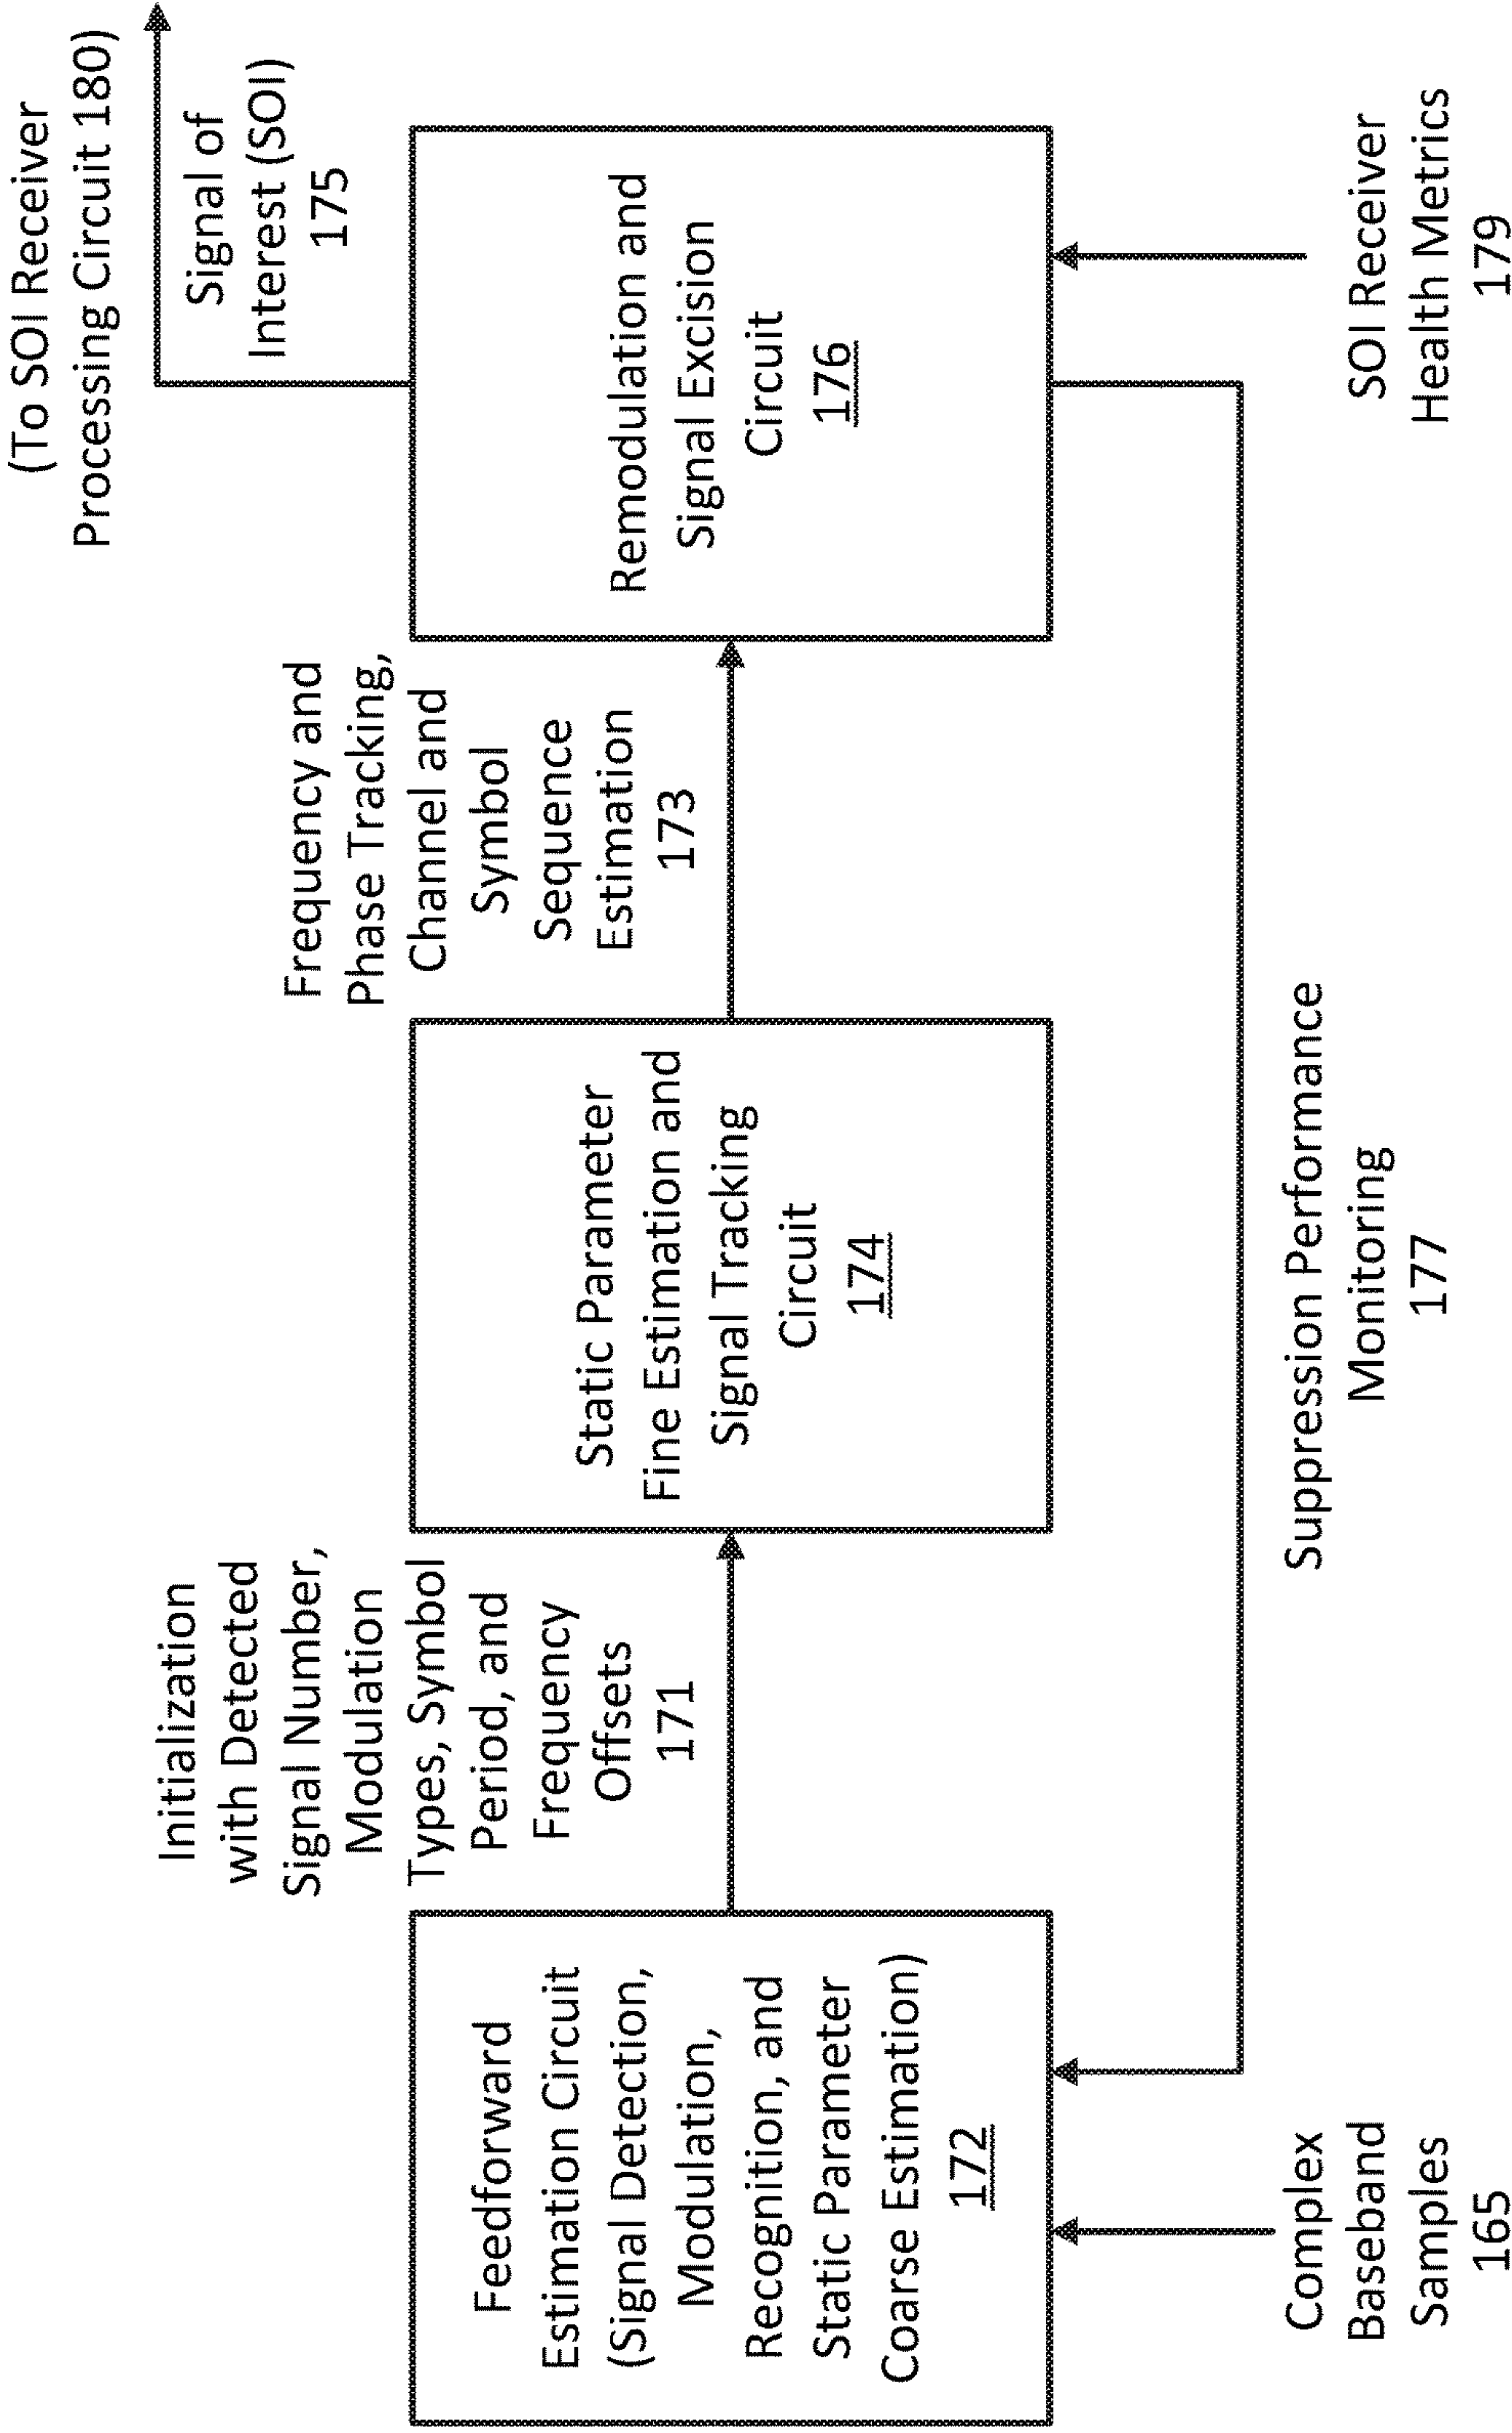 (To SOI Receiver
Processing Circuit 180)
Signal of
Interest (SOI)
175
Initialization
with Detected
Signal Number,
Modulation
Types, Symbol
Period, and
Frequency
Offsets
171
Frequency and
Phase Tracking,
Channel and
Symbol
Sequence
Estimation
173
Feedforward
Estimation Circuit
(Signal Detection,
Modulation,
Recognition, and
Static Parameter
Coarse Estimation)
172
Static Parameter
Fine Estimation and
Signal Tracking
Circuit
174
Remodulation and
Signal Excision
Circuit
176
Complex
Baseband
Samples
165
Suppression Performance
Monitoring
177
SOI Receiver
Health Metrics
179